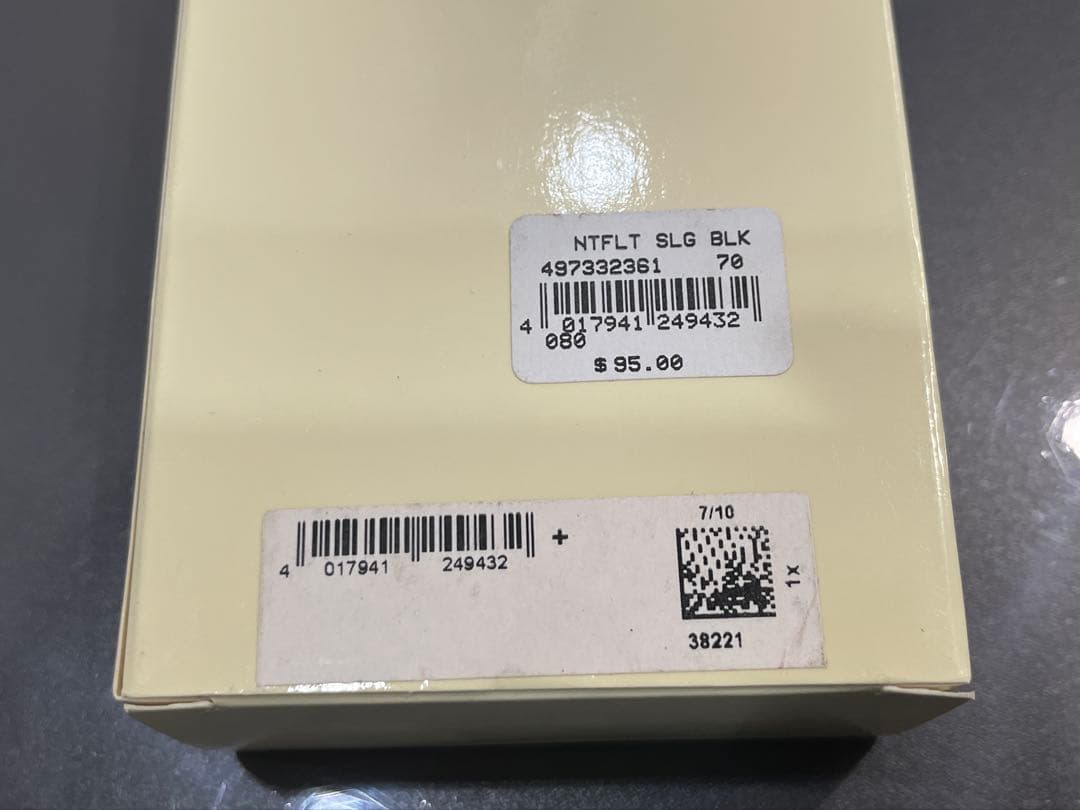 NTFLT SLG BLK
497332361 70
4 017941 249432
080
$ 95.00
4 017941 249432 +
7/10
1x
38221